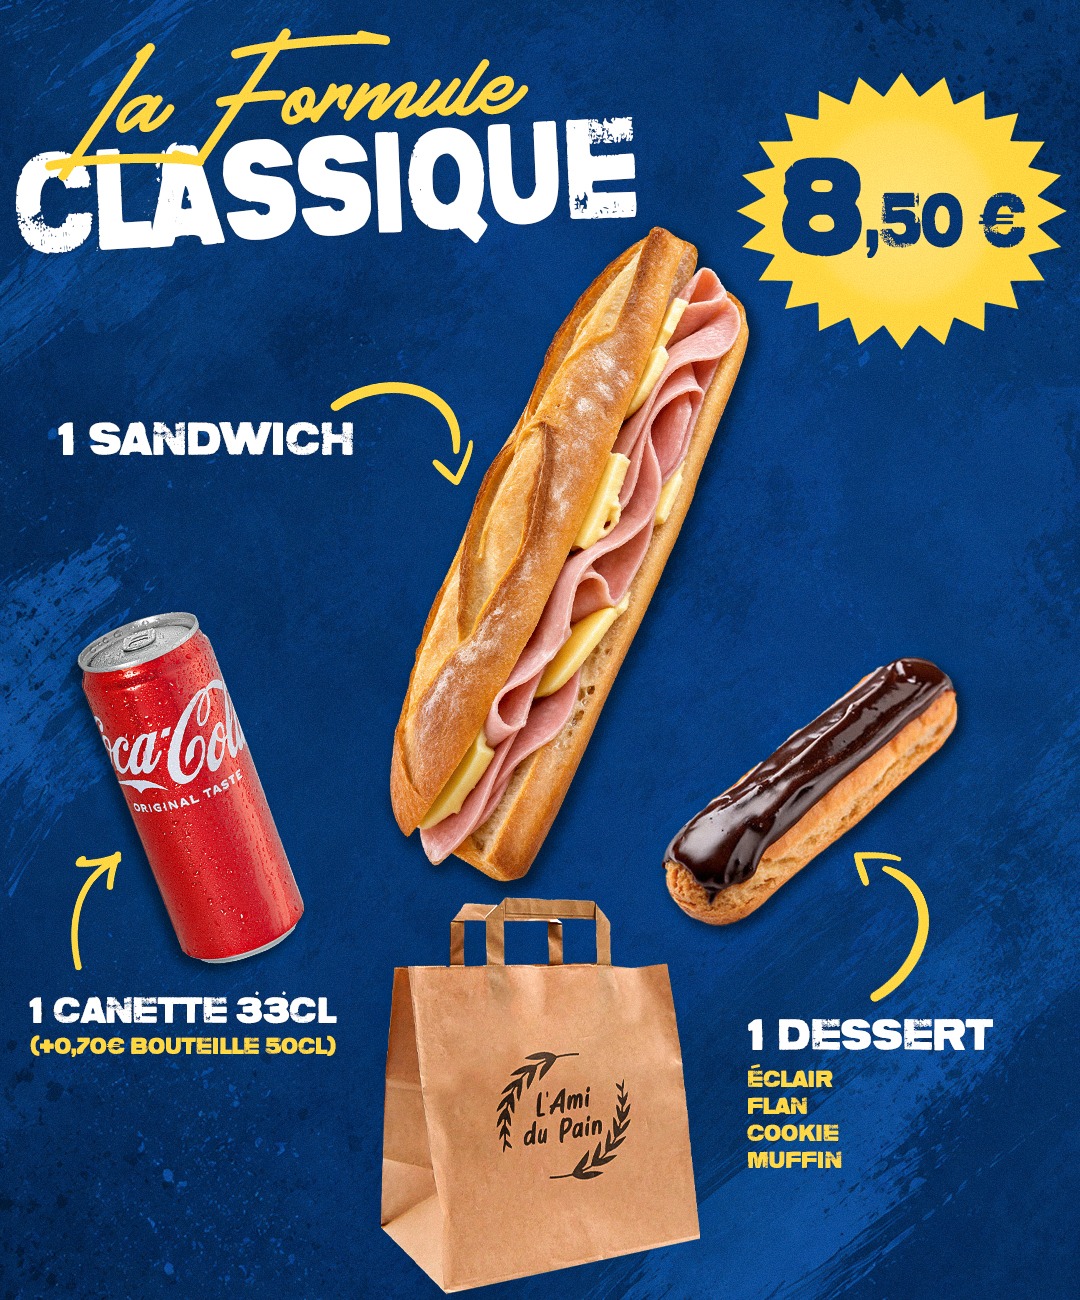 La Formule
CLASSIQUE
8,50 €
1 SANDWICH
Coca-Cola
ORIGINAL TASTE
1 CANETTE 33CL
(+0,70€ BOUTEILLE 50CL)
1 DESSERT
ÉCLAIR
FLAN
COOKIE
MUFFIN
L'Ami
du Pain